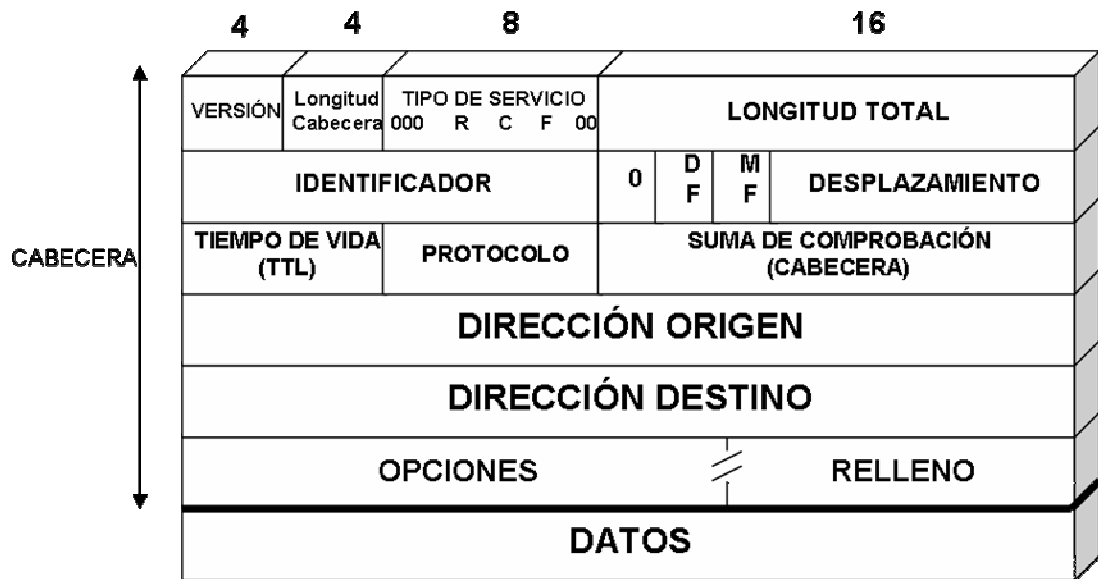 4 4 8 16
VERSIÓN
Longitud
Cabecera
TIPO DE SERVICIO
000 R C F 00
LONGITUD TOTAL
IDENTIFICADOR
0
D
F
M
F
DESPLAZAMIENTO
CABECERA
TIEMPO DE VIDA
(TTL)
PROTOCOLO
SUMA DE COMPROBACIÓN
(CABECERA)
DIRECCIÓN ORIGEN
DIRECCIÓN DESTINO
OPCIONES
RELLENO
DATOS